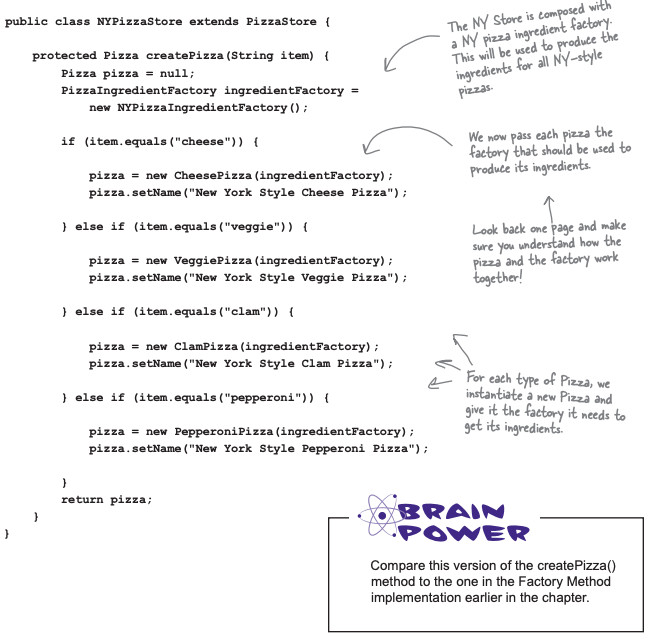 public class NYPizzaStore extends PizzaStore {
protected Pizza createPizza(String item) {
Pizza pizza = null;
PizzaIngredientFactory ingredientFactory =
new NYPizzaIngredientFactory();
if (item.equals("cheese")) {
pizza = new CheesePizza(ingredientFactory);
pizza.setName("New York Style Cheese Pizza");
} else if (item.equals("veggie")) {
pizza = new VeggiePizza(ingredientFactory);
pizza.setName("New York Style Veggie Pizza");
} else if (item.equals("clam")) {
pizza = new ClamPizza(ingredientFactory);
pizza.setName("New York Style Clam Pizza");
} else if (item.equals("pepperoni")) {
pizza = new PepperoniPizza(ingredientFactory);
pizza.setName("New York Style Pepperoni Pizza");
}
return pizza;
}
}
The NY Store is composed with
a NY pizza ingredient factory.
This will be used to produce the
ingredients for all NY-style
pizzas.
We now pass each pizza the
factory that should be used to
produce its ingredients.
Look back one page and make
sure you understand how the
pizza and the factory work
together!
For each type of Pizza, we
instantiate a new Pizza and
give it the factory it needs to
get its ingredients.
BRAIN
POWER
Compare this version of the createPizza()
method to the one in the Factory Method
implementation earlier in the chapter.